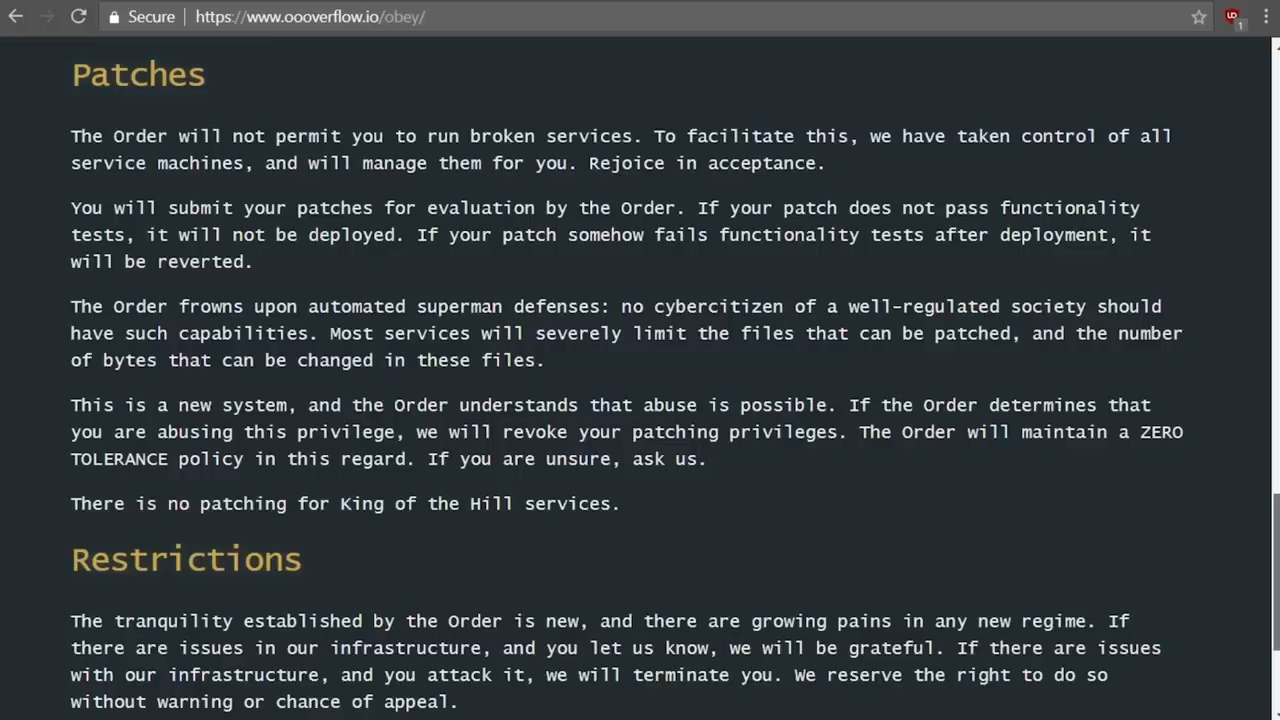 Secure https://www.oooverflow.io/obey/
1
Patches
The Order will not permit you to run broken services. To facilitate this, we have taken control of all
service machines, and will manage them for you. Rejoice in acceptance.
You will submit your patches for evaluation by the Order. If your patch does not pass functionality
tests, it will not be deployed. If your patch somehow fails functionality tests after deployment, it
will be reverted.
The Order frowns upon automated superman defenses: no cybercitizen of a well-regulated society should
have such capabilities. Most services will severely limit the files that can be patched, and the number
of bytes that can be changed in these files.
This is a new system, and the Order understands that abuse is possible. If the Order determines that
you are abusing this privilege, we will revoke your patching privileges. The Order will maintain a ZERO
TOLERANCE policy in this regard. If you are unsure, ask us.
There is no patching for King of the Hill services.
Restrictions
The tranquility established by the Order is new, and there are growing pains in any new regime. If
there are issues in our infrastructure, and you let us know, we will be grateful. If there are issues
with our infrastructure, and you attack it, we will terminate you. We reserve the right to do so
without warning or chance of appeal.